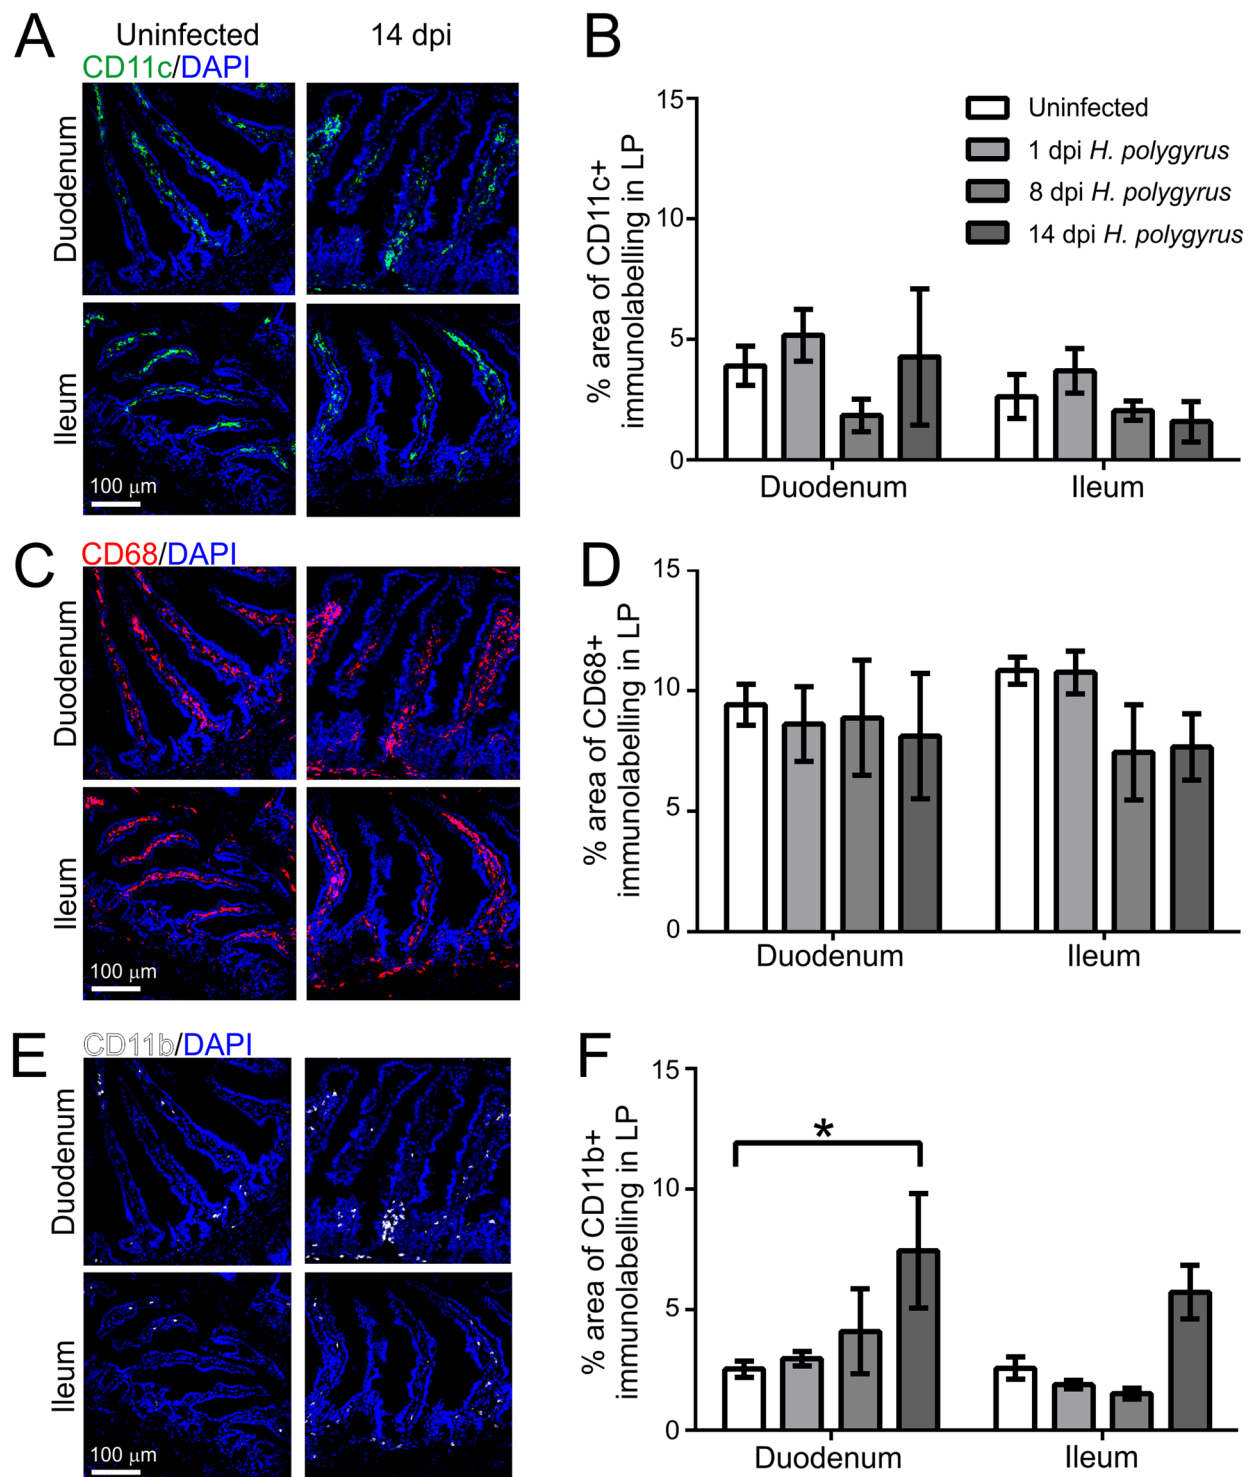 A
Uninfected
14 dpi
CD11c/DAPI
Duodenum
Ileum
100 μm
B
% area of CD11c+
immunolabelling in LP
15
10
5
0
Uninfected
1 dpi H. polygyrus
8 dpi H. polygyrus
14 dpi H. polygyrus
Duodenum
Ileum
C
CD68/DAPI
Duodenum
Ileum
100 μm
D
% area of CD68+
immunolabelling in LP
15
10
5
0
Duodenum
Ileum
E
CD11b/DAPI
Duodenum
Ileum
100 μm
F
% area of CD11b+
immunolabelling in LP
15
10
5
0
*
Duodenum
Ileum